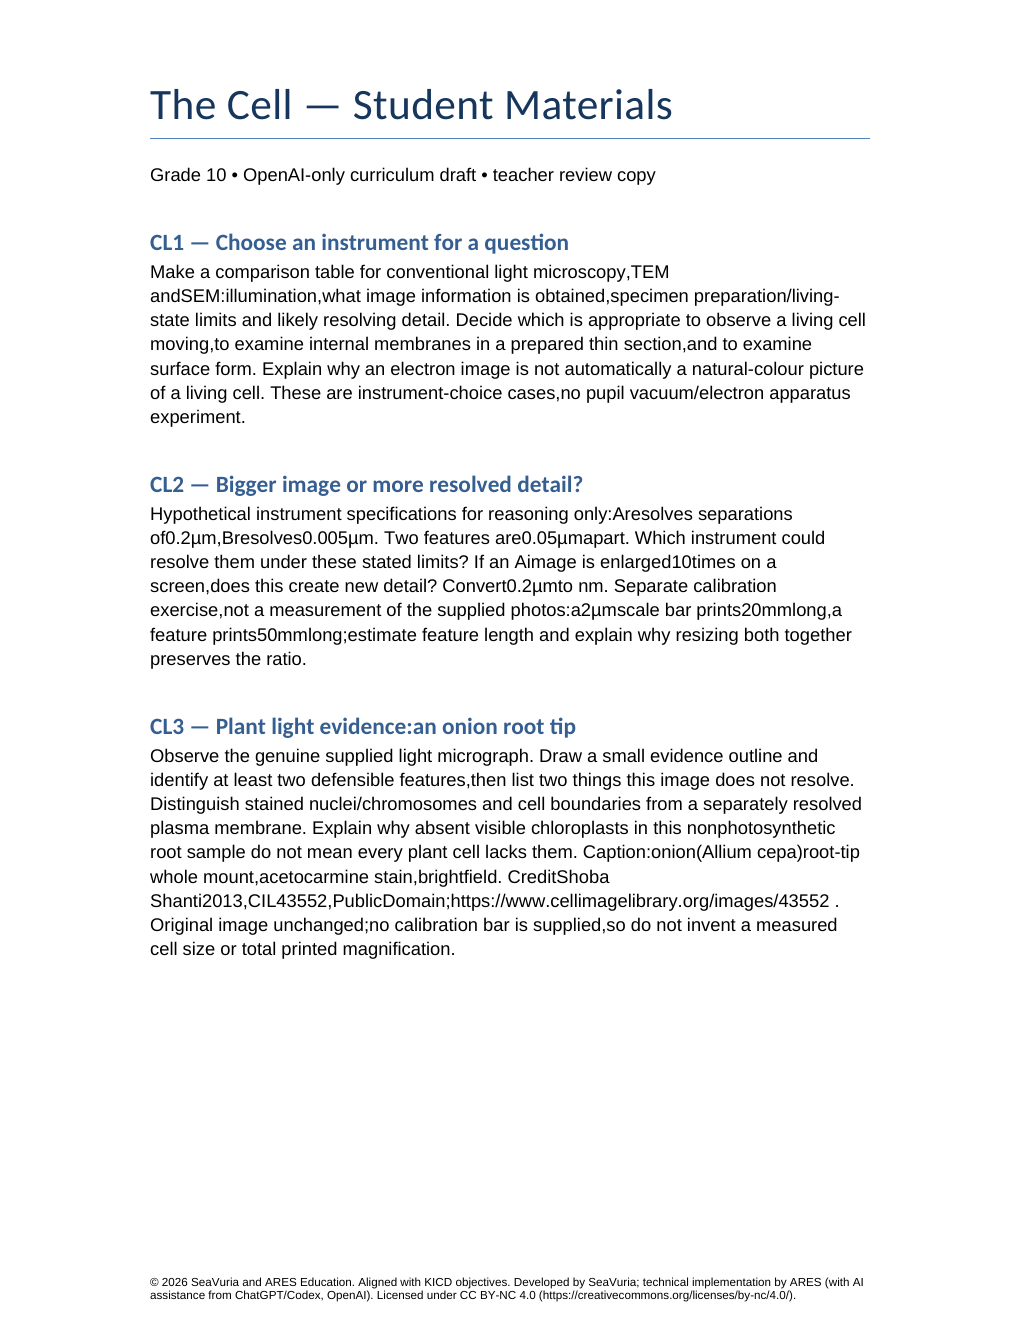 The Cell — Student Materials
Grade 10 • OpenAI-only curriculum draft • teacher review copy
CL1 — Choose an instrument for a question
Make a comparison table for conventional light microscopy,TEM
andSEM:illumination,what image information is obtained,specimen preparation/living-
state limits and likely resolving detail. Decide which is appropriate to observe a living cell
moving,to examine internal membranes in a prepared thin section,and to examine
surface form. Explain why an electron image is not automatically a natural-colour picture
of a living cell. These are instrument-choice cases,no pupil vacuum/electron apparatus
experiment.
CL2 — Bigger image or more resolved detail?
Hypothetical instrument specifications for reasoning only:Aresolves separations
of0.2µm,Bresolves0.005µm. Two features are0.05µmapart. Which instrument could
resolve them under these stated limits? If an Aimage is enlarged10times on a
screen,does this create new detail? Convert0.2µmto nm. Separate calibration
exercise,not a measurement of the supplied photos:a2µmscale bar prints20mmlong,a
feature prints50mmlong;estimate feature length and explain why resizing both together
preserves the ratio.
CL3 — Plant light evidence:an onion root tip
Observe the genuine supplied light micrograph. Draw a small evidence outline and
identify at least two defensible features,then list two things this image does not resolve.
Distinguish stained nuclei/chromosomes and cell boundaries from a separately resolved
plasma membrane. Explain why absent visible chloroplasts in this nonphotosynthetic
root sample do not mean every plant cell lacks them. Caption:onion(Allium cepa)root-tip
whole mount,acetocarmine stain,brightfield. CreditShoba
Shanti2013,CIL43552,PublicDomain;https://www.cellimagelibrary.org/images/43552 .
Original image unchanged;no calibration bar is supplied,so do not invent a measured
cell size or total printed magnification.
© 2026 SeaVuria and ARES Education. Aligned with KICD objectives. Developed by SeaVuria; technical implementation by ARES (with AI
assistance from ChatGPT/Codex, OpenAI). Licensed under CC BY-NC 4.0 (https://creativecommons.org/licenses/by-nc/4.0/).